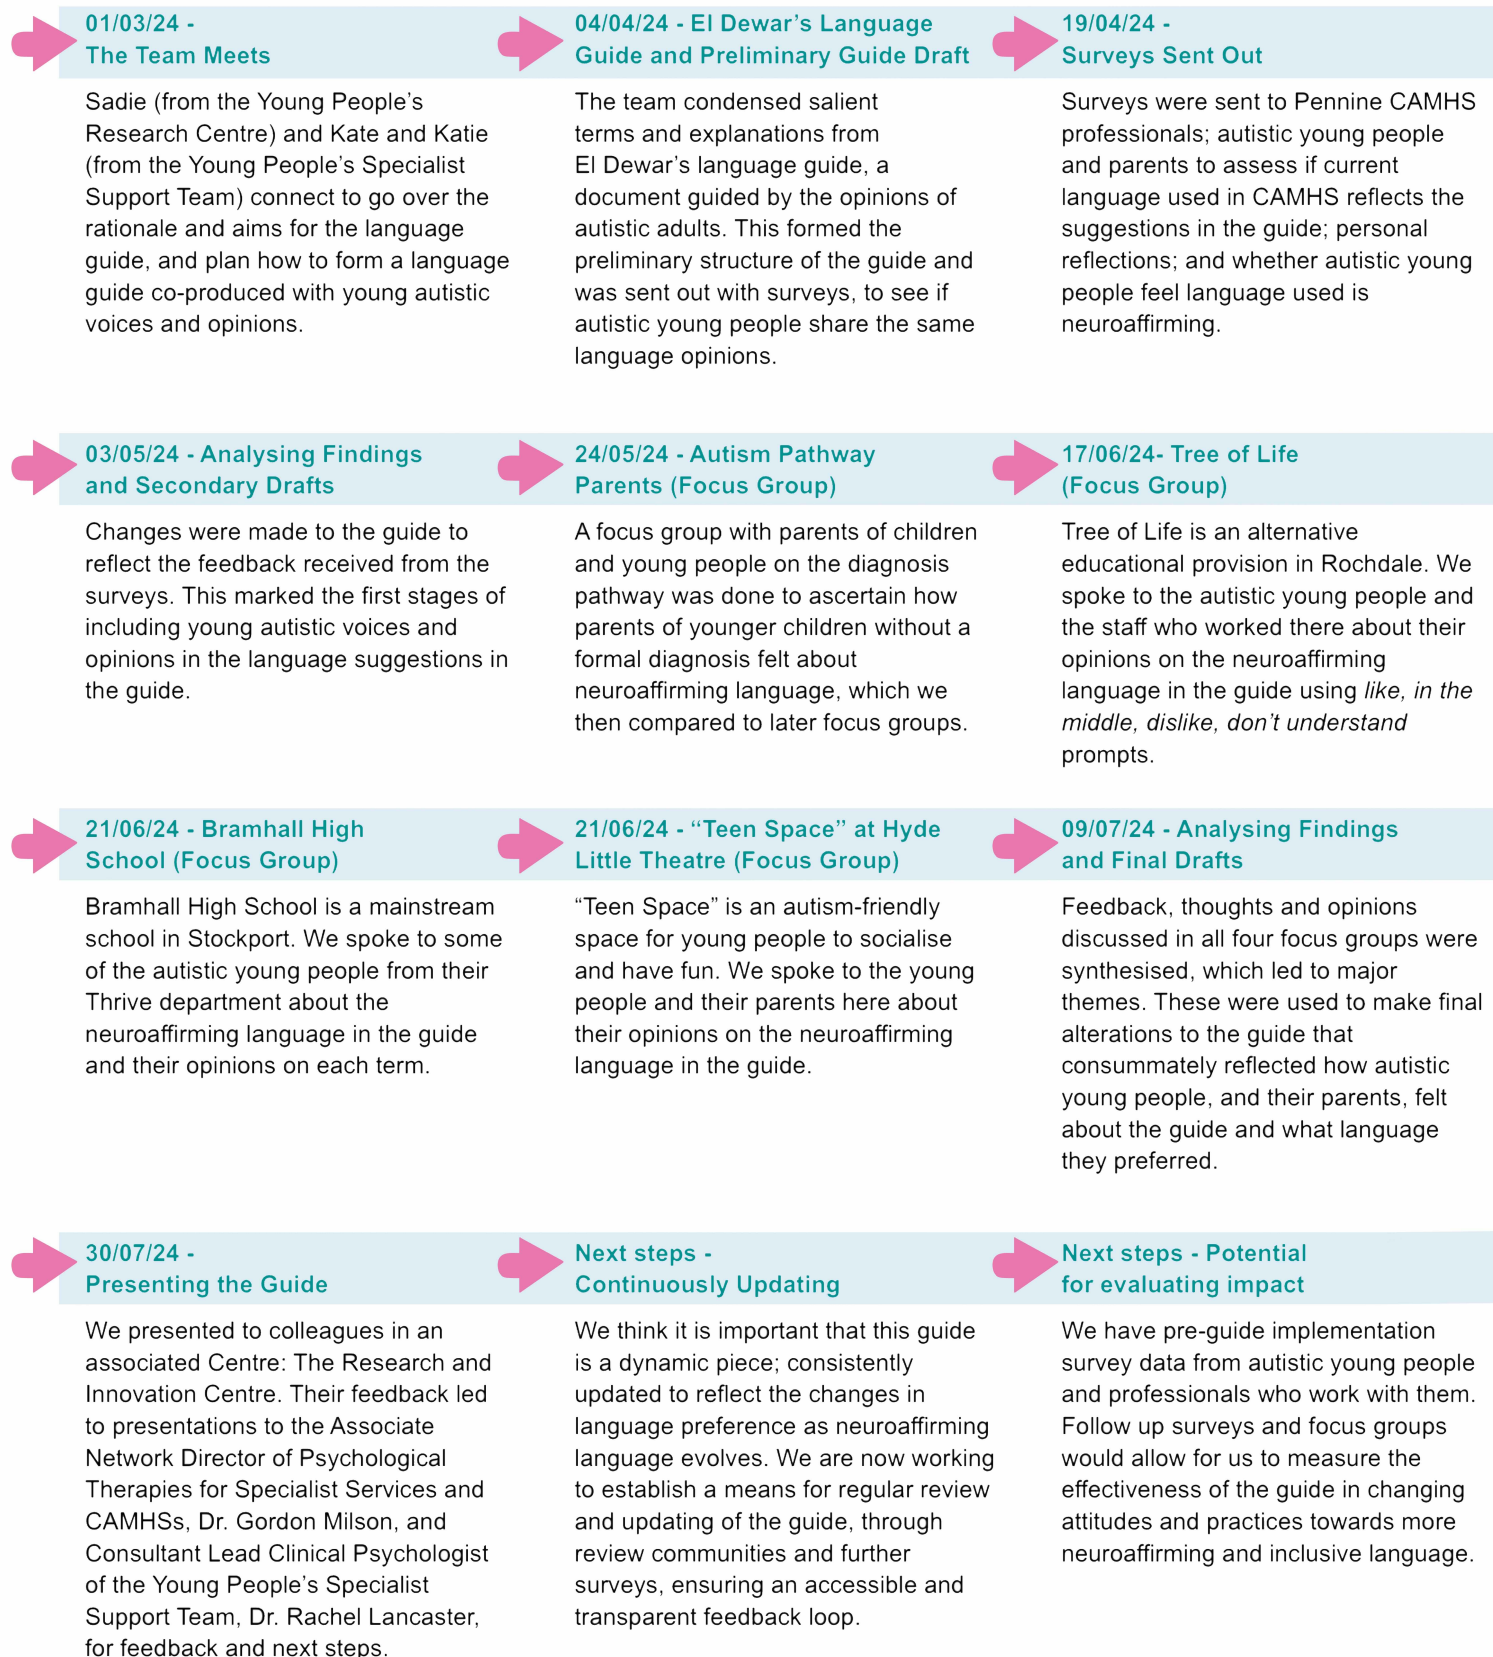 01/03/24 -
The Team Meets
Sadie (from the Young People’s
Research Centre) and Kate and Katie
(from the Young People’s Specialist
Support Team) connect to go over the
rationale and aims for the language
guide, and plan how to form a language
guide co-produced with young autistic
voices and opinions.
04/04/24 - El Dewar’s Language
Guide and Preliminary Guide Draft
The team condensed salient
terms and explanations from
El Dewar’s language guide, a
document guided by the opinions of
autistic adults. This formed the
preliminary structure of the guide and
was sent out with surveys, to see if
autistic young people share the same
language opinions.
19/04/24 -
Surveys Sent Out
Surveys were sent to Pennine CAMHS
professionals; autistic young people
and parents to assess if current
language used in CAMHS reflects the
suggestions in the guide; personal
reflections; and whether autistic young
people feel language used is
neuroaffirming.
03/05/24 - Analysing Findings
and Secondary Drafts
Changes were made to the guide to
reflect the feedback received from the
surveys. This marked the first stages of
including young autistic voices and
opinions in the language suggestions in
the guide.
24/05/24 - Autism Pathway
Parents (Focus Group)
A focus group with parents of children
and young people on the diagnosis
pathway was done to ascertain how
parents of younger children without a
formal diagnosis felt about
neuroaffirming language, which we
then compared to later focus groups.
17/06/24- Tree of Life
(Focus Group)
Tree of Life is an alternative
educational provision in Rochdale. We
spoke to the autistic young people and
the staff who worked there about their
opinions on the neuroaffirming
language in the guide using like, in the
middle, dislike, don’t understand
prompts.
21/06/24 - Bramhall High
School (Focus Group)
Bramhall High School is a mainstream
school in Stockport. We spoke to some
of the autistic young people from their
Thrive department about the
neuroaffirming language in the guide
and their opinions on each term.
21/06/24 - “Teen Space” at Hyde
Little Theatre (Focus Group)
“Teen Space” is an autism-friendly
space for young people to socialise
and have fun. We spoke to the young
people and their parents here about
their opinions on the neuroaffirming
language in the guide.
09/07/24 - Analysing Findings
and Final Drafts
Feedback, thoughts and opinions
discussed in all four focus groups were
synthesised, which led to major
themes. These were used to make final
alterations to the guide that
consummately reflected how autistic
young people, and their parents, felt
about the guide and what language
they preferred.
30/07/24 -
Presenting the Guide
We presented to colleagues in an
associated Centre: The Research and
Innovation Centre. Their feedback led
to presentations to the Associate
Network Director of Psychological
Therapies for Specialist Services and
CAMHSs, Dr. Gordon Milson, and
Consultant Lead Clinical Psychologist
of the Young People’s Specialist
Support Team, Dr. Rachel Lancaster,
for feedback and next steps.
Next steps -
Continuously Updating
We think it is important that this guide
is a dynamic piece; consistently
updated to reflect the changes in
language preference as neuroaffirming
language evolves. We are now working
to establish a means for regular review
and updating of the guide, through
review communities and further
surveys, ensuring an accessible and
transparent feedback loop.
Next steps - Potential
for evaluating impact
We have pre-guide implementation
survey data from autistic young people
and professionals who work with them.
Follow up surveys and focus groups
would allow for us to measure the
effectiveness of the guide in changing
attitudes and practices towards more
neuroaffirming and inclusive language.